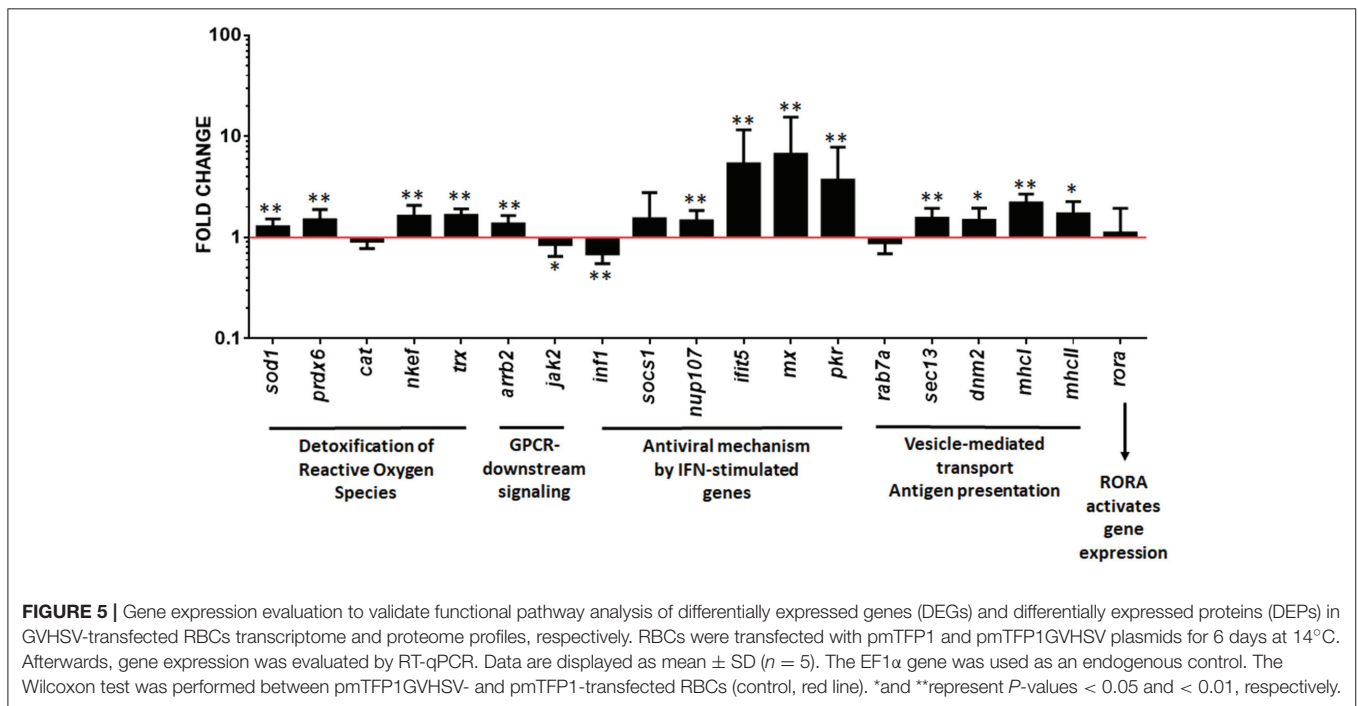 100
10
1
0.1
FOLD CHANGE
** ** ** ** ** * ** ** ** ** ** ** * ** *
sod1 prdx6 cat nkef trx arrb2 jak2 inf1 socs1 nup107 ifit5 mx pkr rab7a sec13 dnm2 mhcI mhcII rora
Detoxification of
Reactive Oxygen
Species
GPCR-
downstream
signaling
Antiviral mechanism
by IFN-stimulated
genes
Vesicle-mediated
transport
Antigen presentation
RORA
activates
gene
expression
FIGURE 5 | Gene expression evaluation to validate functional pathway analysis of differentially expressed genes (DEGs) and differentially expressed proteins (DEPs) in
GVHSV-transfected RBCs transcriptome and proteome profiles, respectively. RBCs were transfected with pmTFP1 and pmTFP1GVHSV plasmids for 6 days at 14°C.
Afterwards, gene expression was evaluated by RT-qPCR. Data are displayed as mean ± SD (n = 5). The EF1α gene was used as an endogenous control. The
Wilcoxon test was performed between pmTFP1GVHSV- and pmTFP1-transfected RBCs (control, red line). *and **represent P-values < 0.05 and < 0.01, respectively.